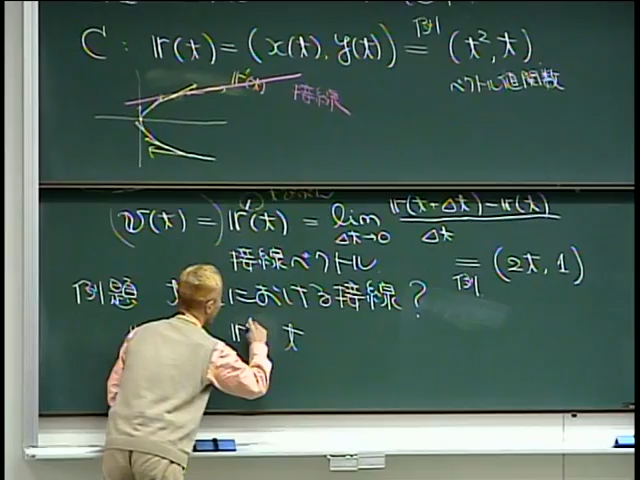 C : 𝕣(t) = (x(t), y(t)) = 例 (t², t)
ベクトル値関数
𝕣(t)
接線
(𝕧(t) =) 𝕣'(t) = lim Δt→0 𝕣(t+Δt)−𝕣(t) / Δt
接線ベクトル
= 例 (2t, 1)
例題 における接線?
𝕣 t